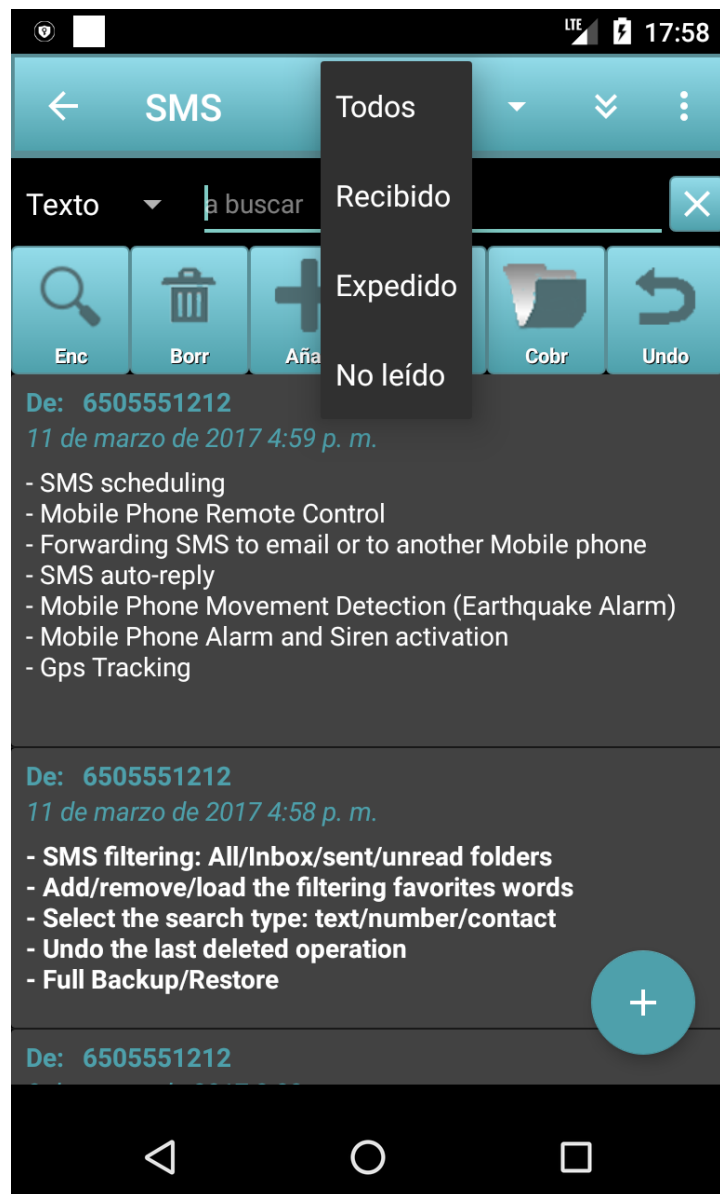 LTE 17:58
SMS
Todos
Recibido
Expedido
No leído
Texto a buscar
Enc Borr Aña Cobr Undo
De: 6505551212
11 de marzo de 2017 4:59 p. m.
- SMS scheduling
- Mobile Phone Remote Control
- Forwarding SMS to email or to another Mobile phone
- SMS auto-reply
- Mobile Phone Movement Detection (Earthquake Alarm)
- Mobile Phone Alarm and Siren activation
- Gps Tracking
De: 6505551212
11 de marzo de 2017 4:58 p. m.
- SMS filtering: All/Inbox/sent/unread folders
- Add/remove/load the filtering favorites words
- Select the search type: text/number/contact
- Undo the last deleted operation
- Full Backup/Restore
De: 6505551212